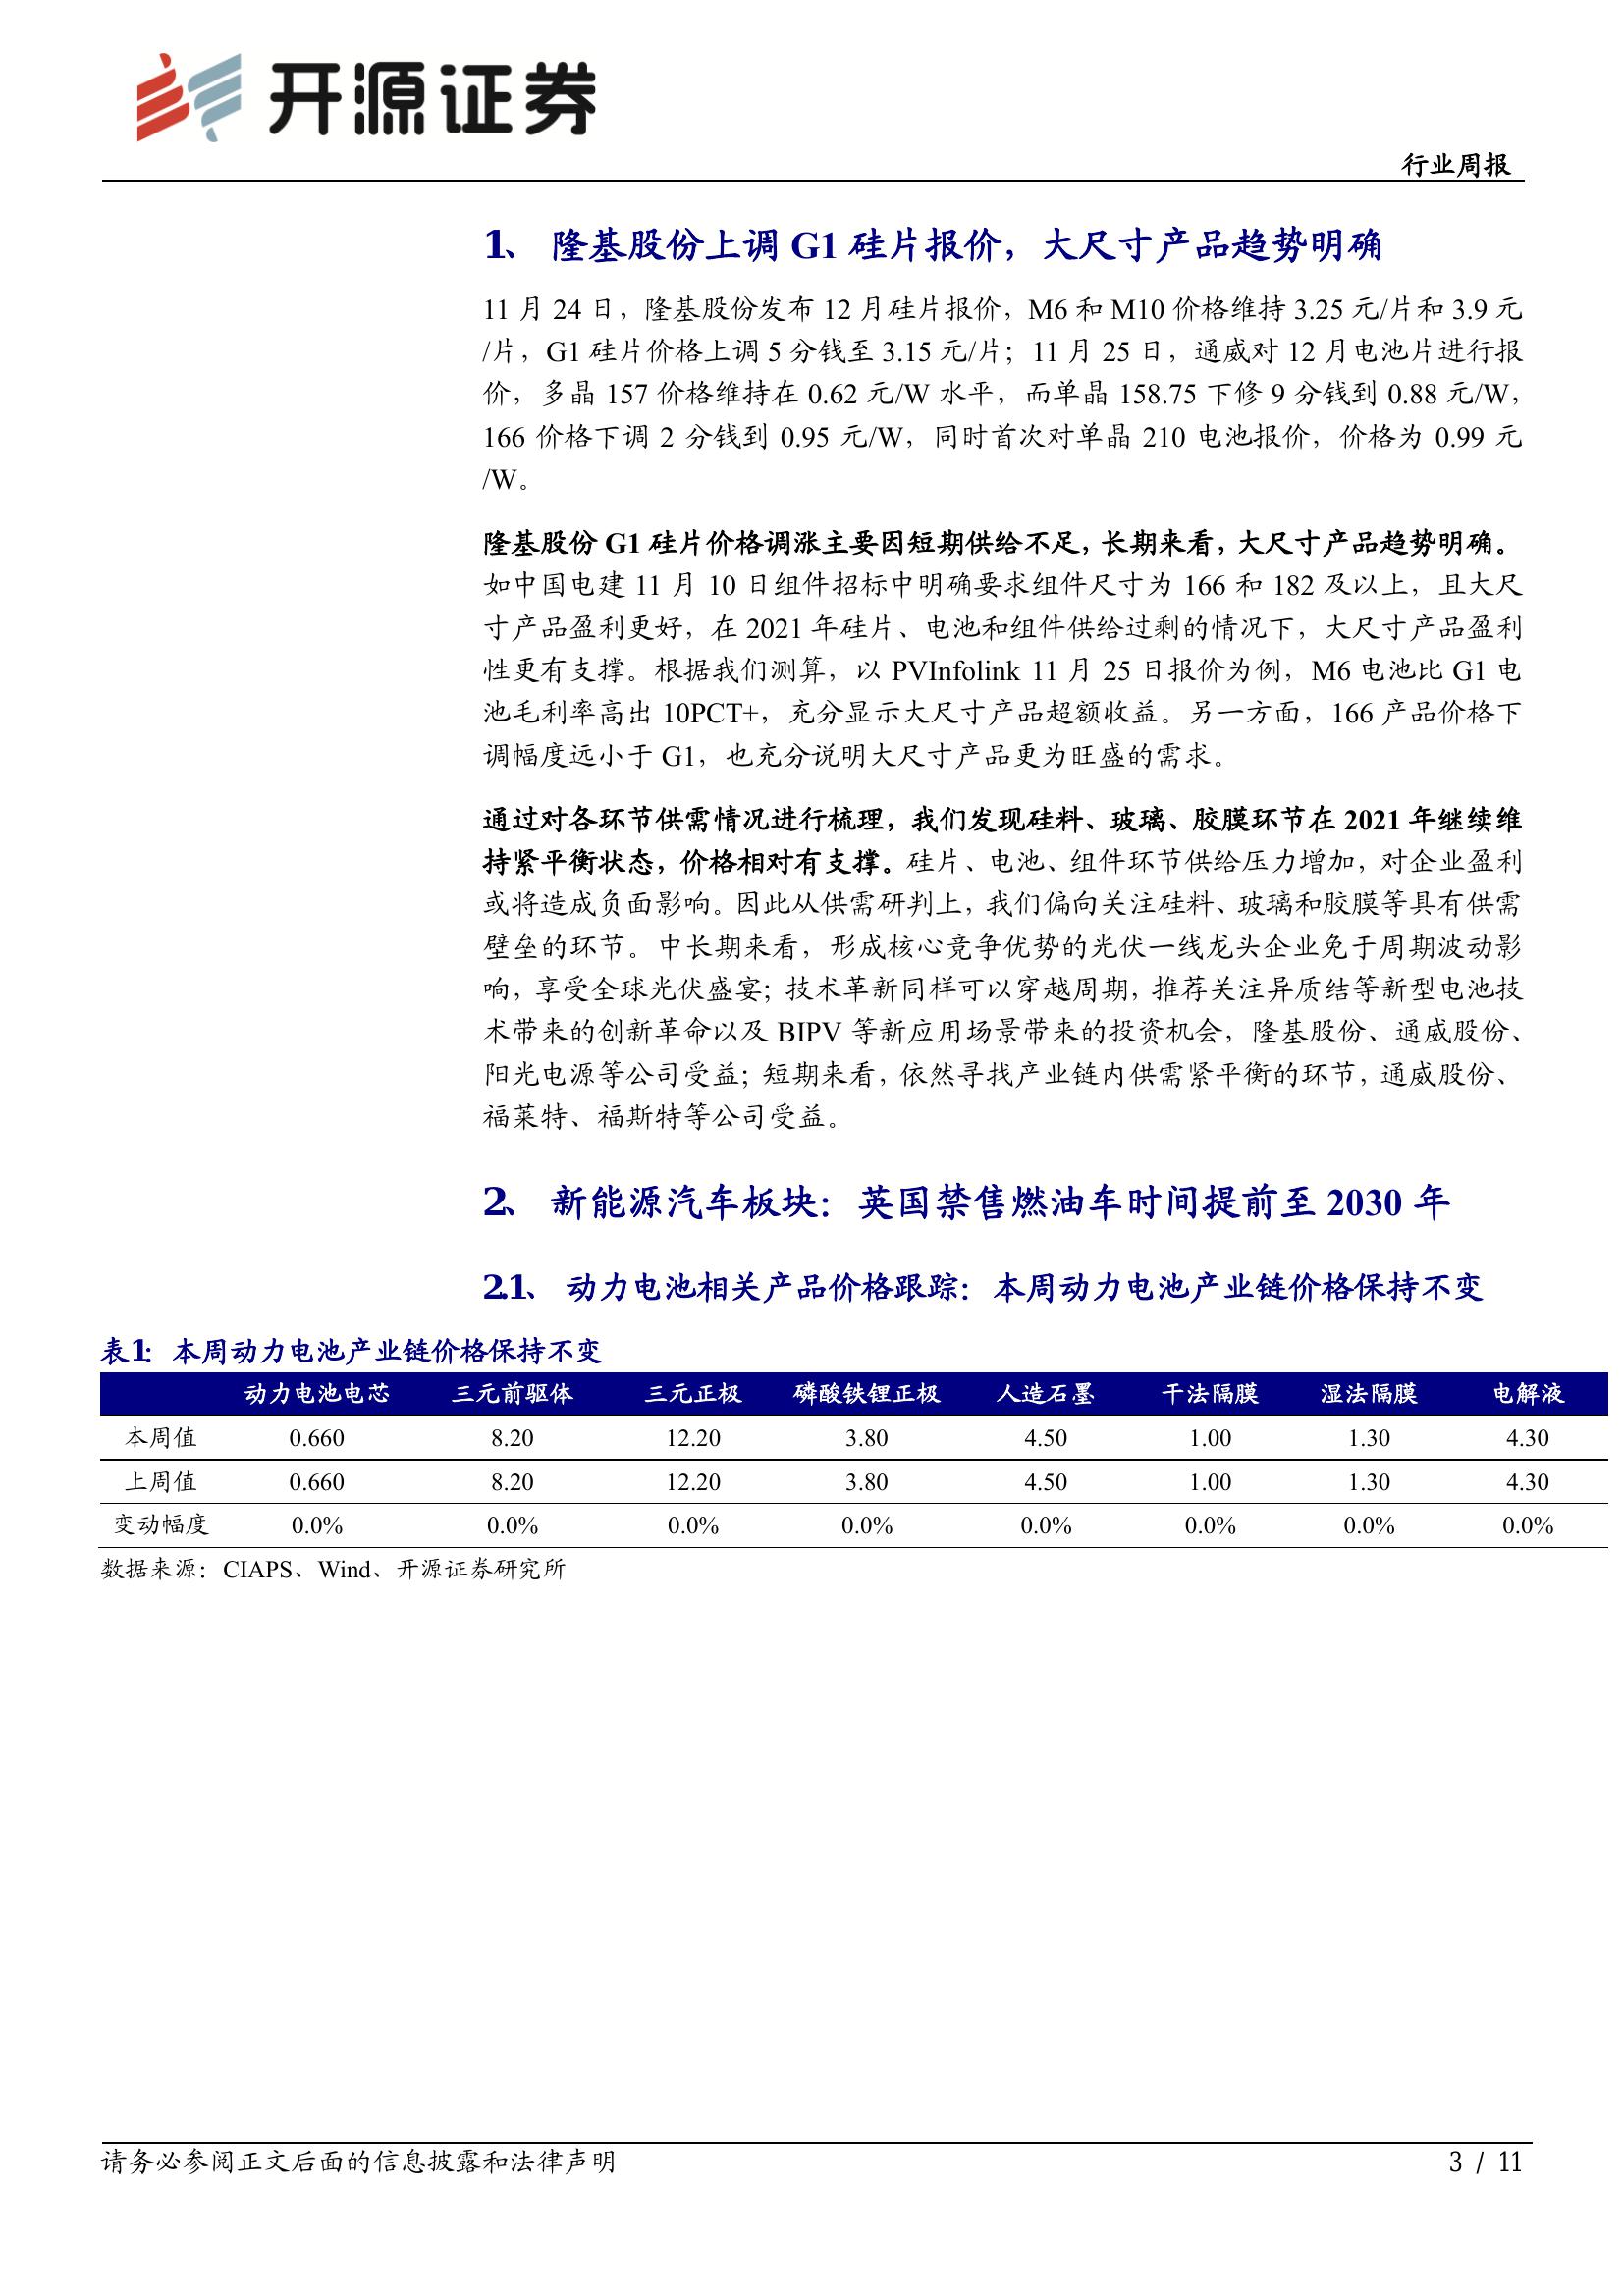 开源证券
行业周报
1、 隆基股份上调 G1 硅片报价，大尺寸产品趋势明确
11 月 24 日，隆基股份发布 12 月硅片报价，M6 和 M10 价格维持 3.25 元/片和 3.9 元
/片，G1 硅片价格上调 5 分钱至 3.15 元/片；11 月 25 日，通威对 12 月电池片进行报
价，多晶 157 价格维持在 0.62 元/W 水平，而单晶 158.75 下修 9 分钱到 0.88 元/W，
166 价格下调 2 分钱到 0.95 元/W，同时首次对单晶 210 电池报价，价格为 0.99 元
/W。
隆基股份 G1 硅片价格调涨主要因短期供给不足，长期来看，大尺寸产品趋势明确。
如中国电建 11 月 10 日组件招标中明确要求组件尺寸为 166 和 182 及以上，且大尺
寸产品盈利更好，在 2021 年硅片、电池和组件供给过剩的情况下，大尺寸产品盈利
性更有支撑。根据我们测算，以 PVInfolink 11 月 25 日报价为例，M6 电池比 G1 电
池毛利率高出 10PCT+，充分显示大尺寸产品超额收益。另一方面，166 产品价格下
调幅度远小于 G1，也充分说明大尺寸产品更为旺盛的需求。
通过对各环节供需情况进行梳理，我们发现硅料、玻璃、胶膜环节在 2021 年继续维
持紧平衡状态，价格相对有支撑。硅片、电池、组件环节供给压力增加，对企业盈利
或将造成负面影响。因此从供需研判上，我们偏向关注硅料、玻璃和胶膜等具有供需
壁垒的环节。中长期来看，形成核心竞争优势的光伏一线龙头企业免于周期波动影
响，享受全球光伏盛宴；技术革新同样可以穿越周期，推荐关注异质结等新型电池技
术带来的创新革命以及 BIPV 等新应用场景带来的投资机会，隆基股份、通威股份、
阳光电源等公司受益；短期来看，依然寻找产业链内供需紧平衡的环节，通威股份、
福莱特、福斯特等公司受益。
2、 新能源汽车板块：英国禁售燃油车时间提前至 2030 年
2.1、 动力电池相关产品价格跟踪：本周动力电池产业链价格保持不变
表1：本周动力电池产业链价格保持不变
动力电池电芯 三元前驱体 三元正极 磷酸铁锂正极 人造石墨 干法隔膜 湿法隔膜 电解液
本周值 0.660 8.20 12.20 3.80 4.50 1.00 1.30 4.30
上周值 0.660 8.20 12.20 3.80 4.50 1.00 1.30 4.30
变动幅度 0.0% 0.0% 0.0% 0.0% 0.0% 0.0% 0.0% 0.0%
数据来源：CIAPS、Wind、开源证券研究所
请务必参阅正文后面的信息披露和法律声明 3 / 11